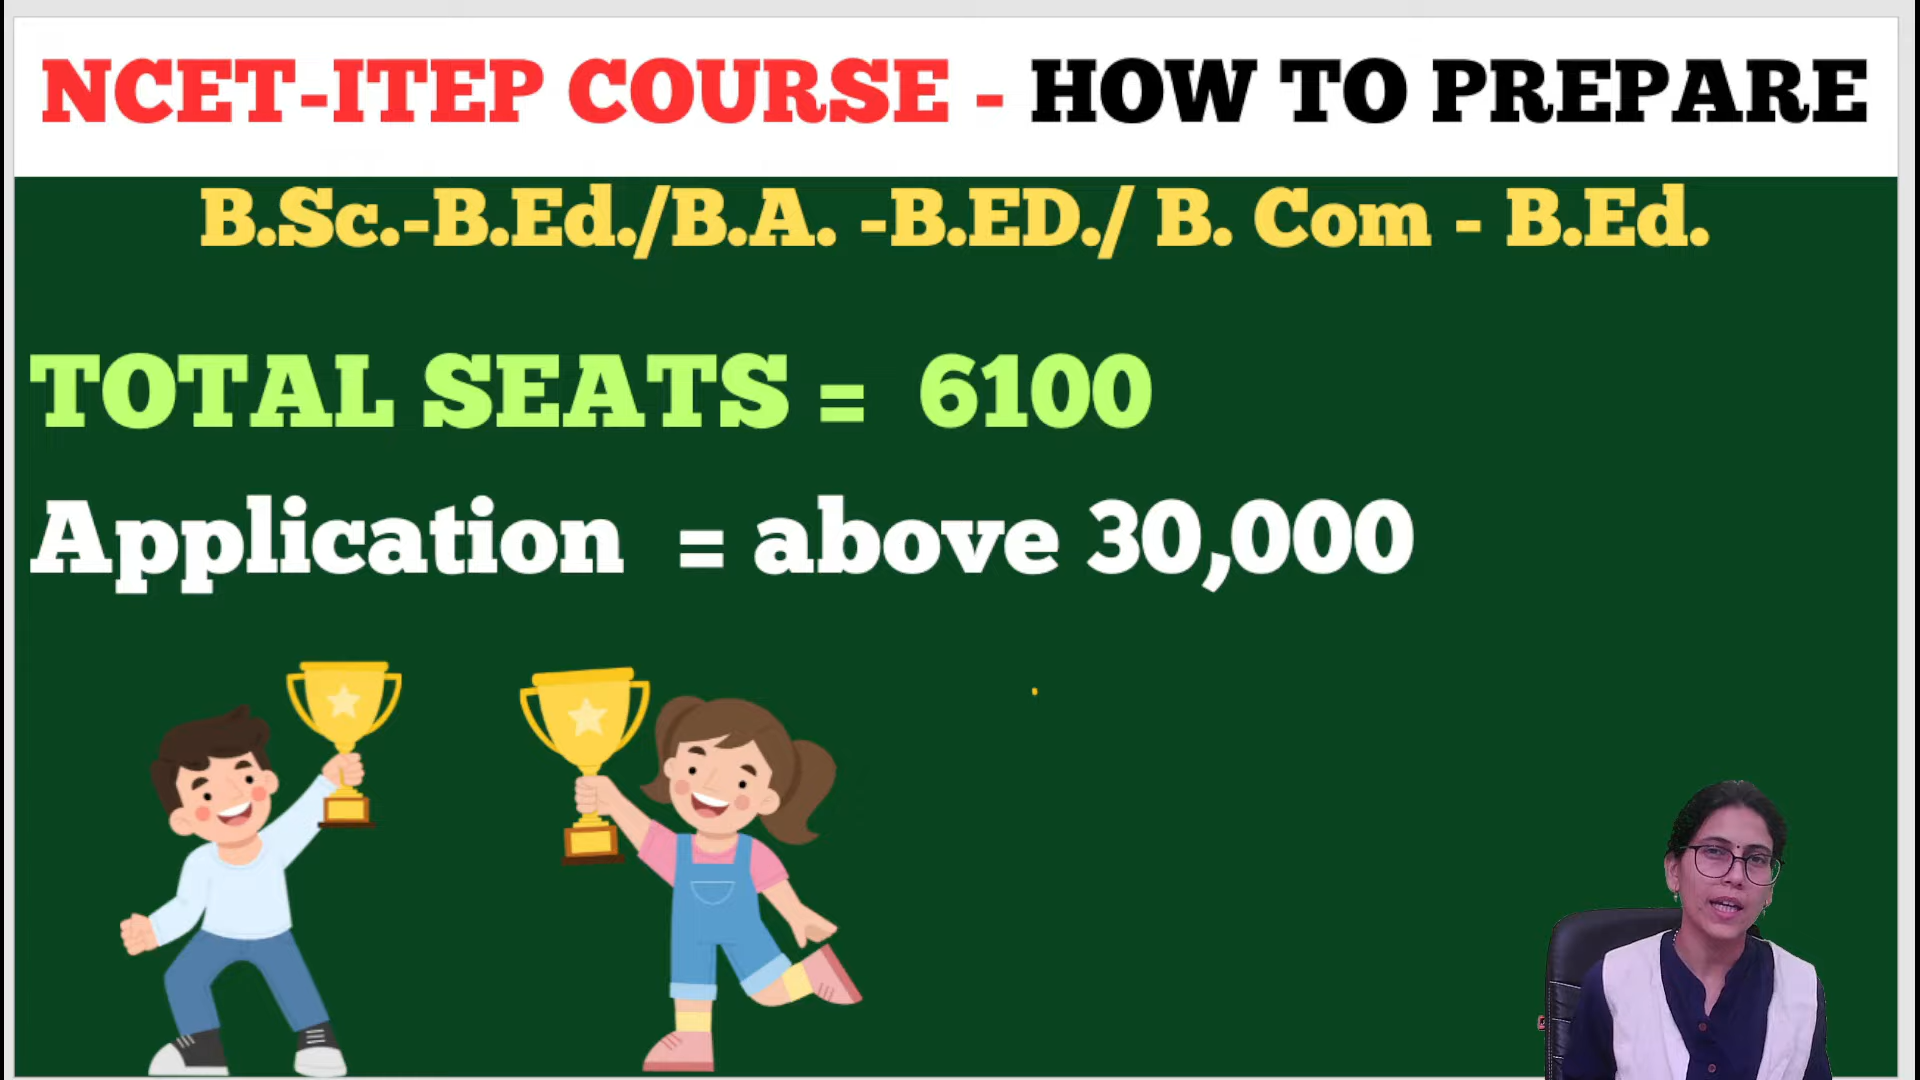 NCET-ITEP COURSE - HOW TO PREPARE
B.Sc.-B.Ed./B.A. -B.ED./ B. Com - B.Ed.
TOTAL SEATS = 6100
Application = above 30,000